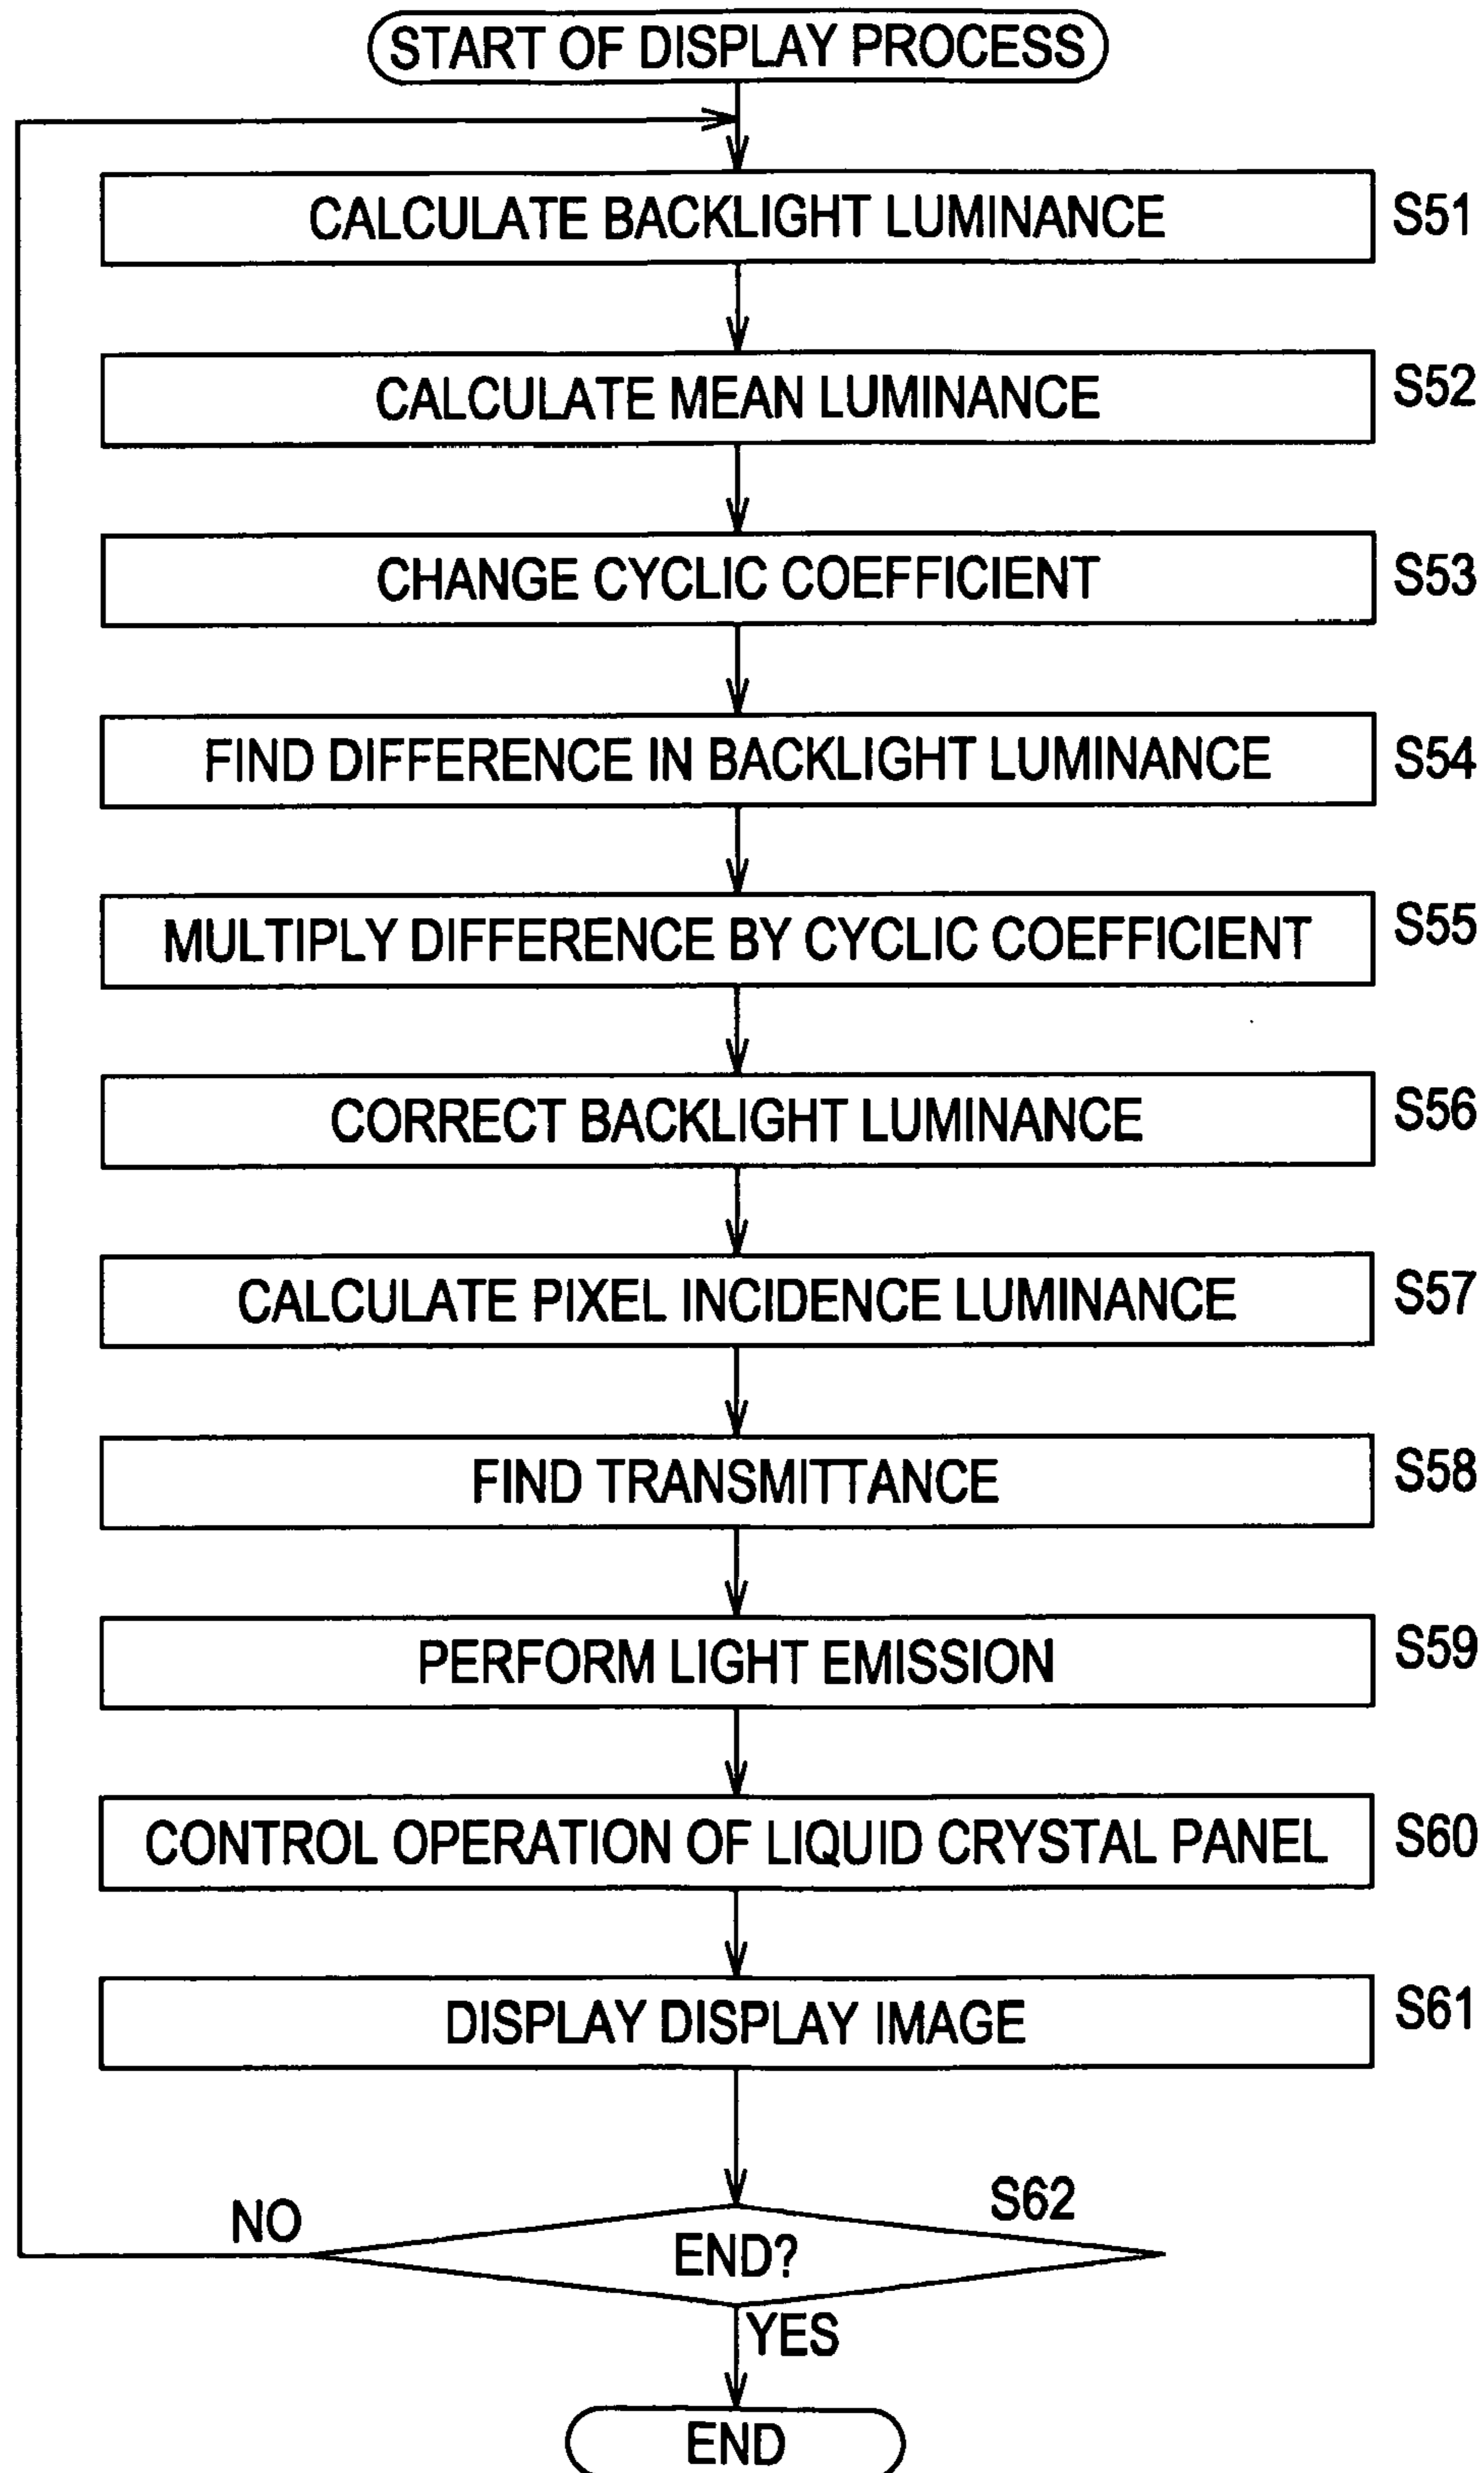 START OF DISPLAY PROCESS
CALCULATE BACKLIGHT LUMINANCE S51
CALCULATE MEAN LUMINANCE S52
CHANGE CYCLIC COEFFICIENT S53
FIND DIFFERENCE IN BACKLIGHT LUMINANCE S54
MULTIPLY DIFFERENCE BY CYCLIC COEFFICIENT S55
CORRECT BACKLIGHT LUMINANCE S56
CALCULATE PIXEL INCIDENCE LUMINANCE S57
FIND TRANSMITTANCE S58
PERFORM LIGHT EMISSION S59
CONTROL OPERATION OF LIQUID CRYSTAL PANEL S60
DISPLAY DISPLAY IMAGE S61
NO S62
END?
YES
END